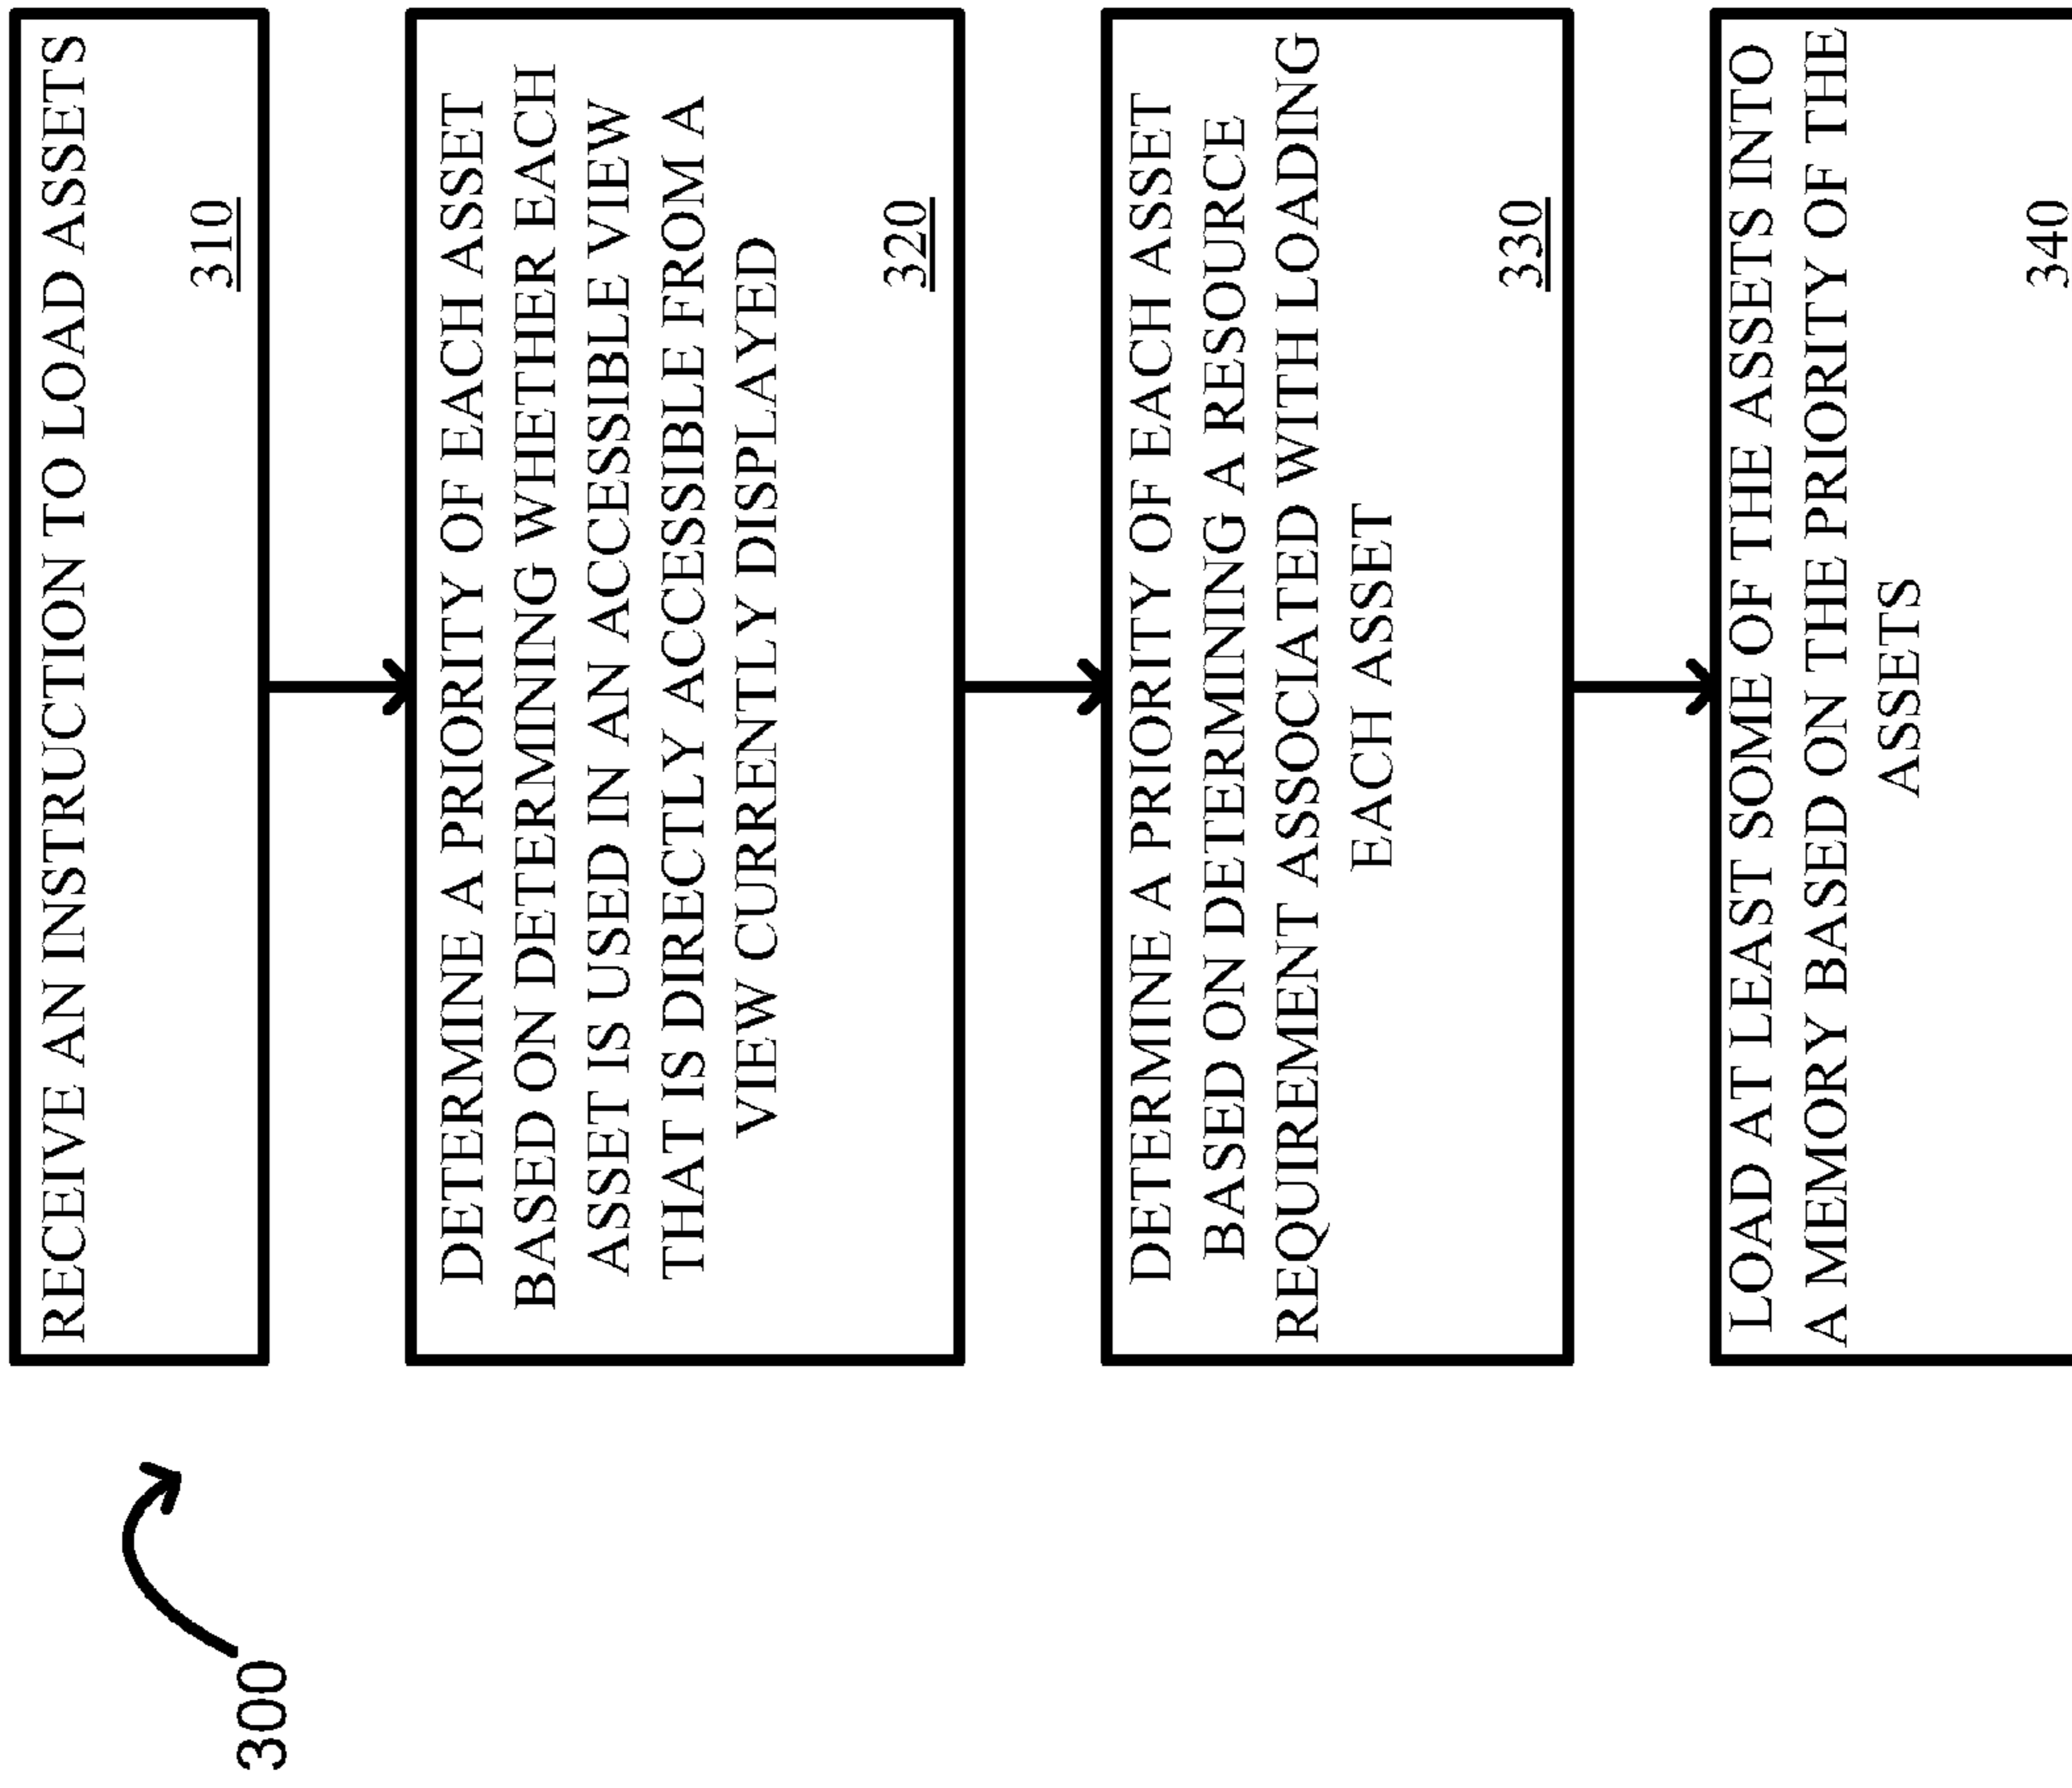 300
RECEIVE AN INSTRUCTION TO LOAD ASSETS
310
DETERMINE A PRIORITY OF EACH ASSET
BASED ON DETERMINING WHETHER EACH
ASSET IS USED IN AN ACCESSIBLE VIEW
THAT IS DIRECTLY ACCESSIBLE FROM A
VIEW CURRENTLY DISPLAYED
320
DETERMINE A PRIORITY OF EACH ASSET
BASED ON DETERMINING A RESOURCE
REQUIREMENT ASSOCIATED WITH LOADING
EACH ASSET
330
LOAD AT LEAST SOME OF THE ASSETS INTO
A MEMORY BASED ON THE PRIORITY OF THE
ASSETS
340